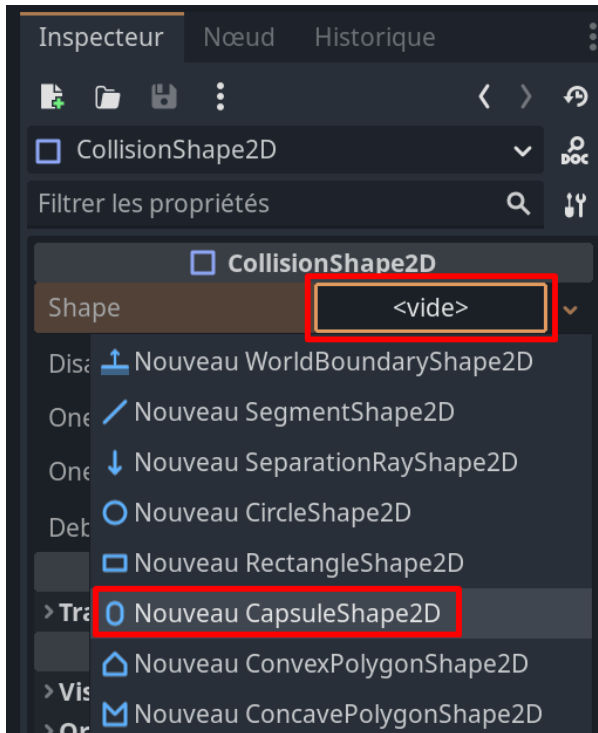 Inspecteur Nœud Historique
CollisionShape2D
DOC
Filtrer les propriétés
CollisionShape2D
Shape <vide>
Nouveau WorldBoundaryShape2D
Nouveau SegmentShape2D
Nouveau SeparationRayShape2D
Nouveau CircleShape2D
Nouveau RectangleShape2D
Nouveau CapsuleShape2D
Nouveau ConvexPolygonShape2D
Nouveau ConcavePolygonShape2D